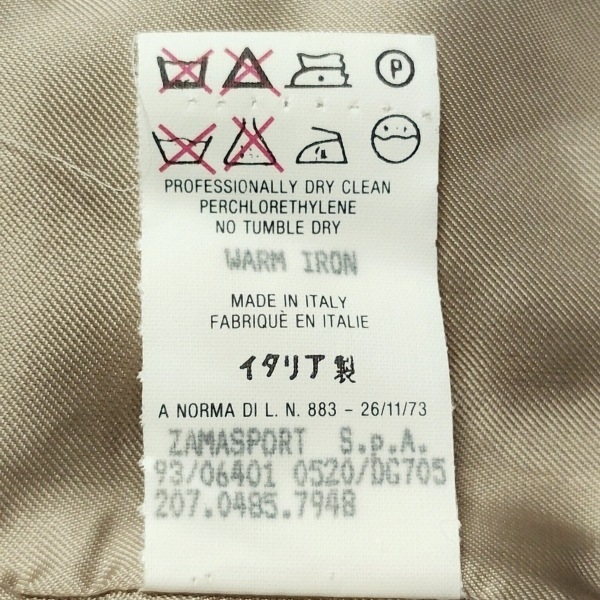 P
PROFESSIONALLY DRY CLEAN
PERCHLORETHYLENE
NO TUMBLE DRY
WARM IRON
MADE IN ITALY
FABRIQUÈ EN ITALIE
イタリア製
A NORMA DI L. N. 883 - 26/11/73
ZAMASPORT S.p.A.
93/06401 0520/DG705
207.0485.7948